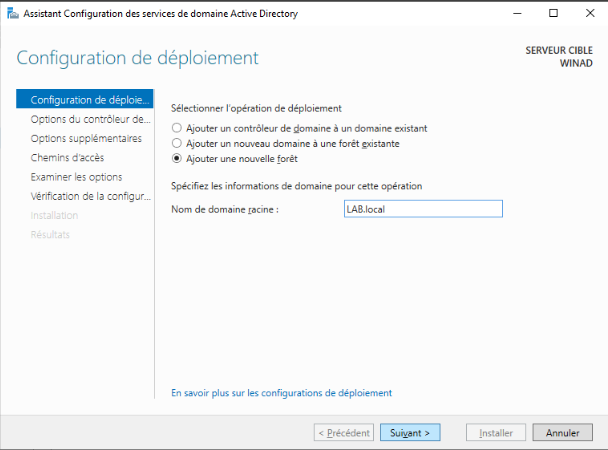 Assistant Configuration des services de domaine Active Directory
Configuration de déploiement
SERVEUR CIBLE
WINAD
Configuration de déploie...
Options du contrôleur de...
Options supplémentaires
Chemins d'accès
Examiner les options
Vérification de la configur...
Installation
Résultats
Sélectionner l'opération de déploiement
Ajouter un contrôleur de domaine à un domaine existant
Ajouter un nouveau domaine à une forêt existante
Ajouter une nouvelle forêt
Spécifiez les informations de domaine pour cette opération
Nom de domaine racine :
LAB.local
En savoir plus sur les configurations de déploiement
< Précédent
Suivant >
Installer
Annuler